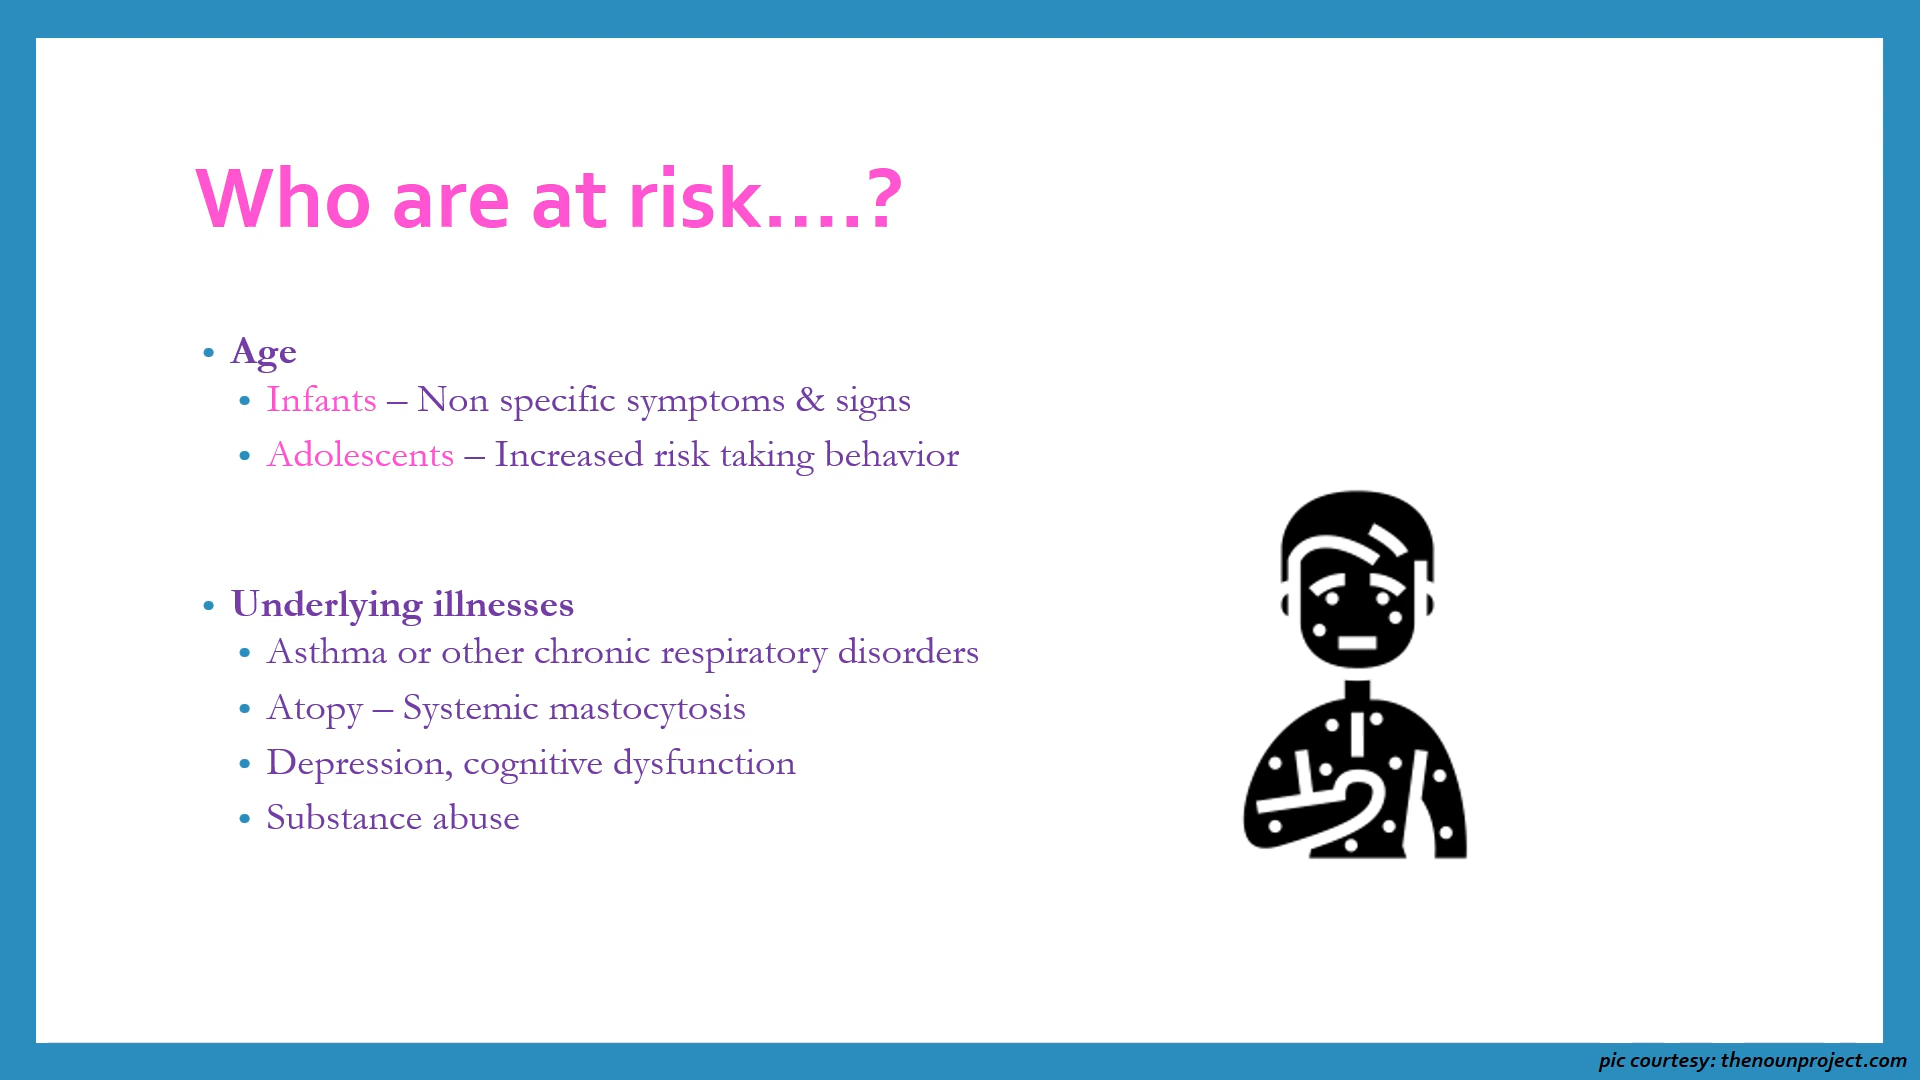 Who are at risk....?
• Age
• Infants – Non specific symptoms & signs
• Adolescents – Increased risk taking behavior
• Underlying illnesses
• Asthma or other chronic respiratory disorders
• Atopy – Systemic mastocytosis
• Depression, cognitive dysfunction
• Substance abuse
pic courtesy: thenounproject.com